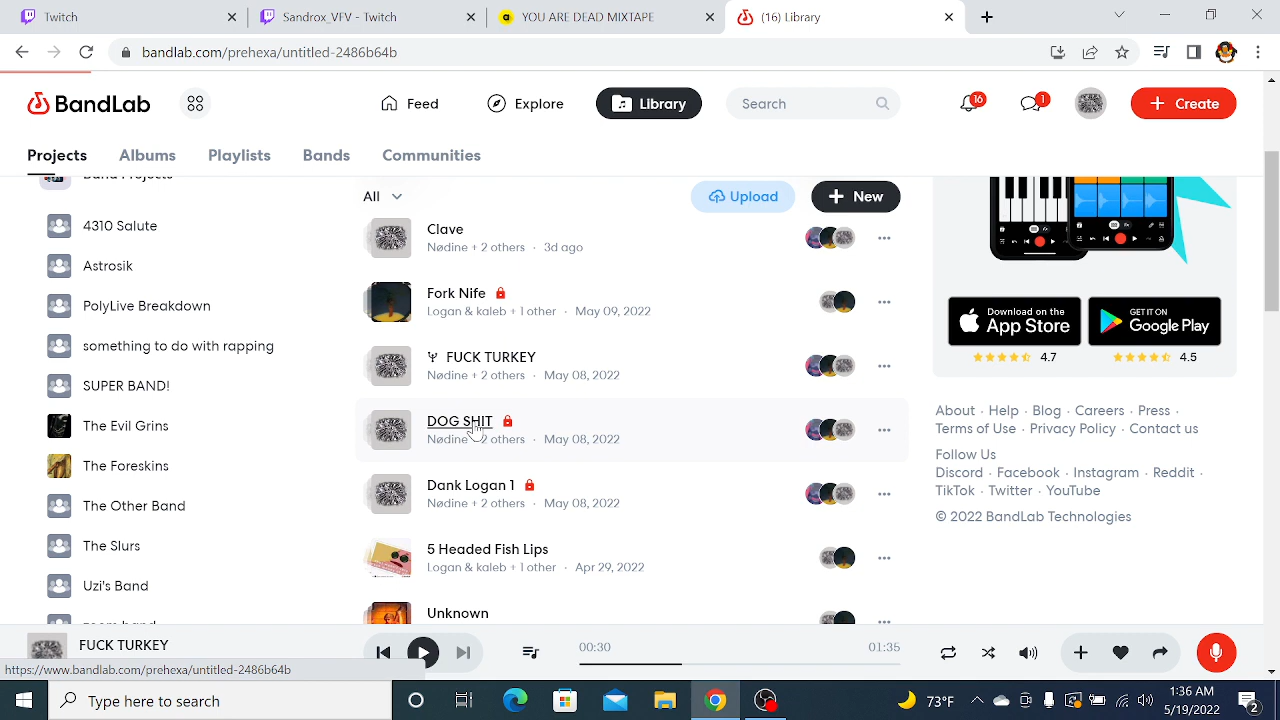 Twitch
Sandox_VFV - Twitch
YOU ARE DEAD MIXTAPE
(16) Library
bandlab.com/prehexa/untitled-2486b64b
BandLab
Feed
Explore
Library
Search
16
1
Create
Projects
Albums
Playlists
Bands
Communities
Band Projects
4310 Salute
Astrosik
PolyLive Breakdown
something to do with rapping
SUPER BAND!
The Evil Grins
The Foreskins
The Other Band
The Slurs
Uzi's Band
All
Upload
New
Clave
Nødine + 2 others · 3d ago
Fork Nife
Logan & kaleb + 1 other · May 09, 2022
FUCK TURKEY
Nødine + 2 others · May 08, 2022
DOG SHIT
Nødine + 2 others · May 08, 2022
Dank Logan 1
Nødine + 2 others · May 08, 2022
5 Headed Fish Lips
Logan & kaleb + 1 other · Apr 29, 2022
Unknown
Download on the
App Store
GET IT ON
Google Play
4.7
4.5
About · Help · Blog · Careers · Press ·
Terms of Use · Privacy Policy · Contact us
Follow Us
Discord · Facebook · Instagram · Reddit ·
TikTok · Twitter · YouTube
© 2022 BandLab Technologies
FUCK TURKEY
00:30
01:35
https://www.bandlab.com/prehexa/untitled-2486b64b
Type here to search
73°F
1:36 AM
5/19/2022
2